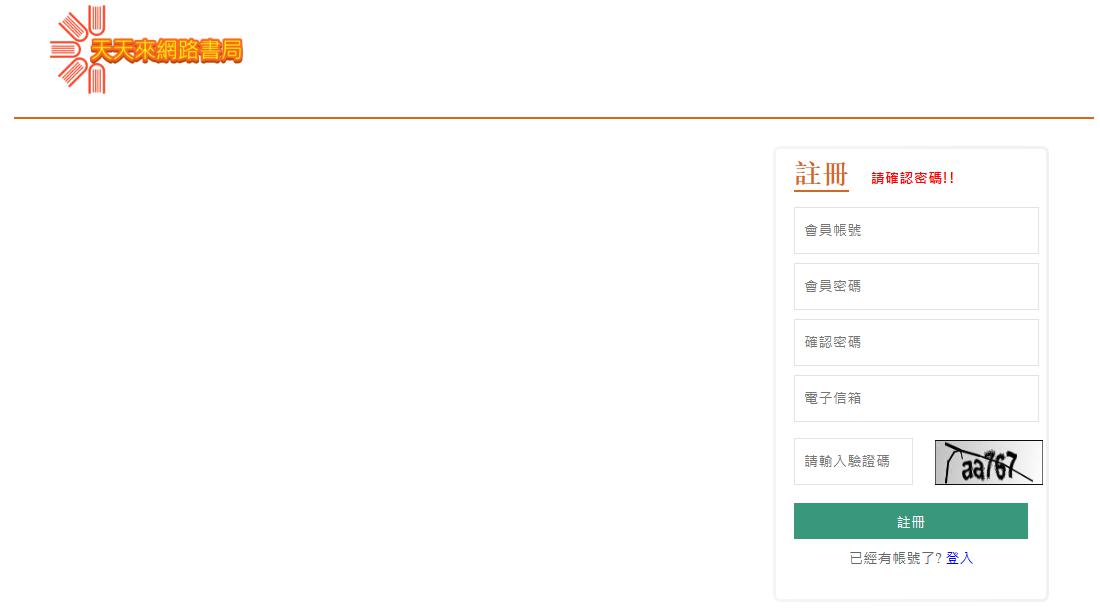 天天來網路書局
註冊 請確認密碼!!
會員帳號
會員密碼
確認密碼
電子信箱
請輸入驗證碼 aa767
註冊
已經有帳號了? 登入